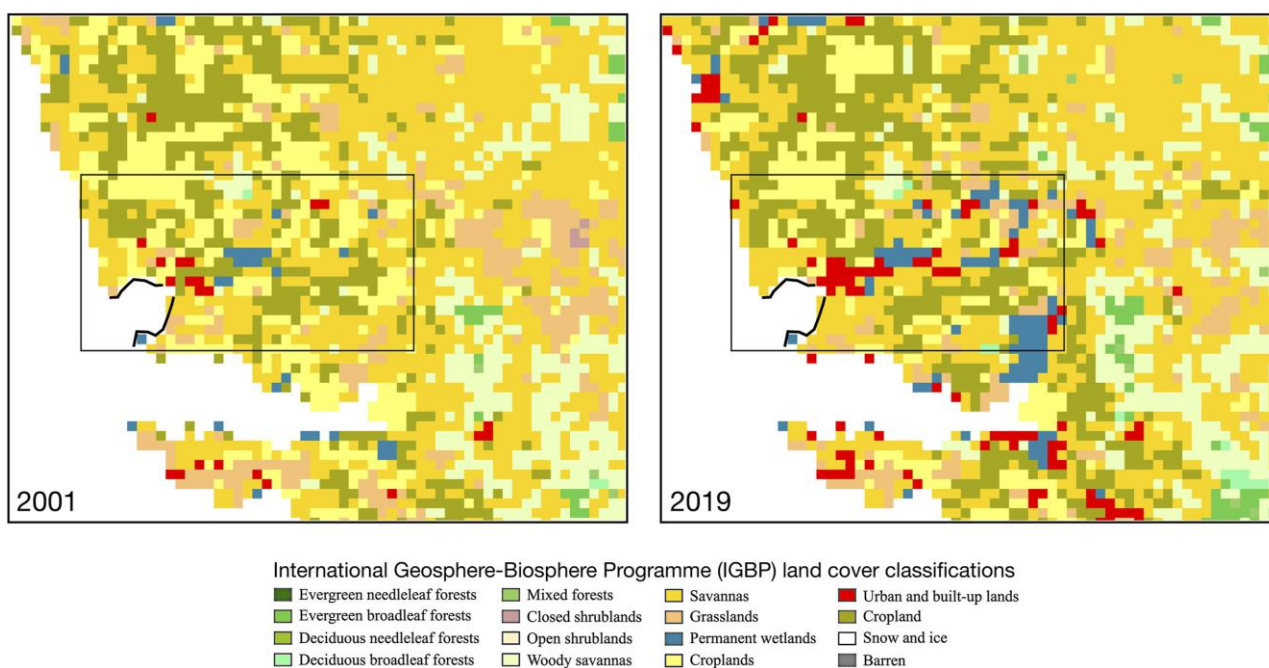 2001
2019
International Geosphere-Biosphere Programme (IGBP) land cover classifications
Evergreen needleleaf forests
Mixed forests
Savannas
Urban and built-up lands
Evergreen broadleaf forests
Closed shrublands
Grasslands
Cropland
Deciduous needleleaf forests
Open shrublands
Permanent wetlands
Snow and ice
Deciduous broadleaf forests
Woody savannas
Croplands
Barren